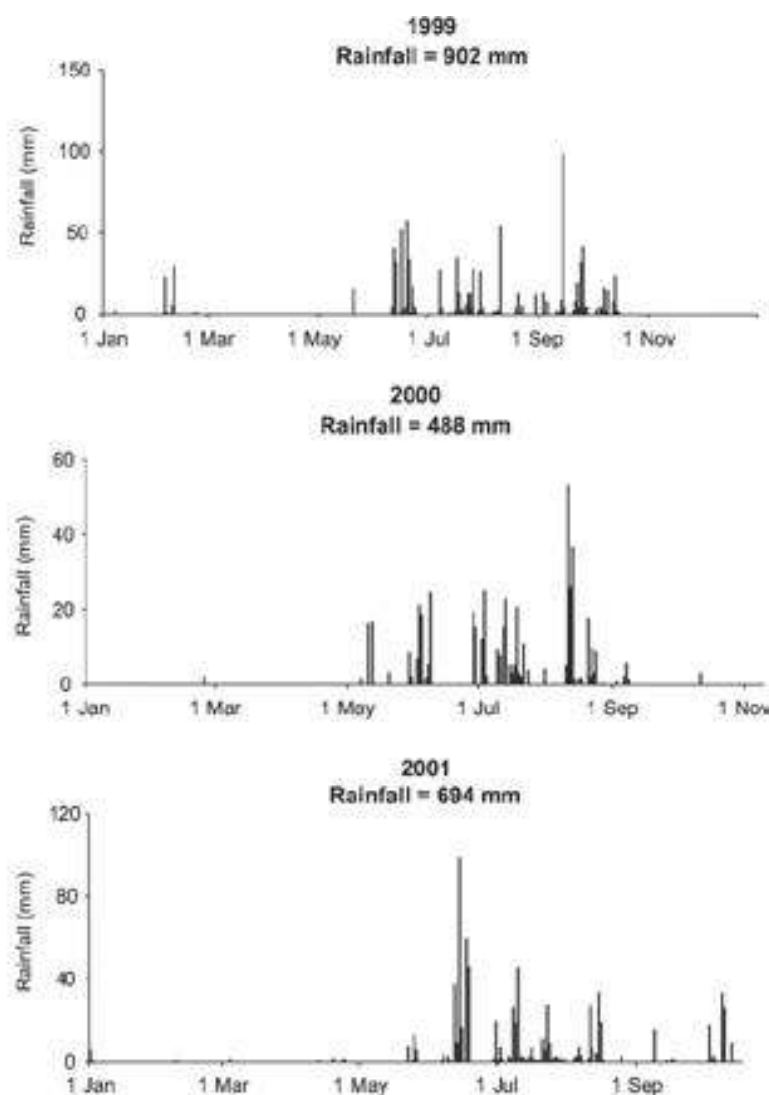 1999
Rainfall = 902 mm
150
100
50
0
Rainfall (mm)
1 Jan 1 Mar 1 May 1 Jul 1 Sep 1 Nov
2000
Rainfall = 488 mm
60
40
20
0
Rainfall (mm)
1 Jan 1 Mar 1 May 1 Jul 1 Sep 1 Nov
2001
Rainfall = 694 mm
120
80
40
0
Rainfall (mm)
1 Jan 1 Mar 1 May 1 Jul 1 Sep